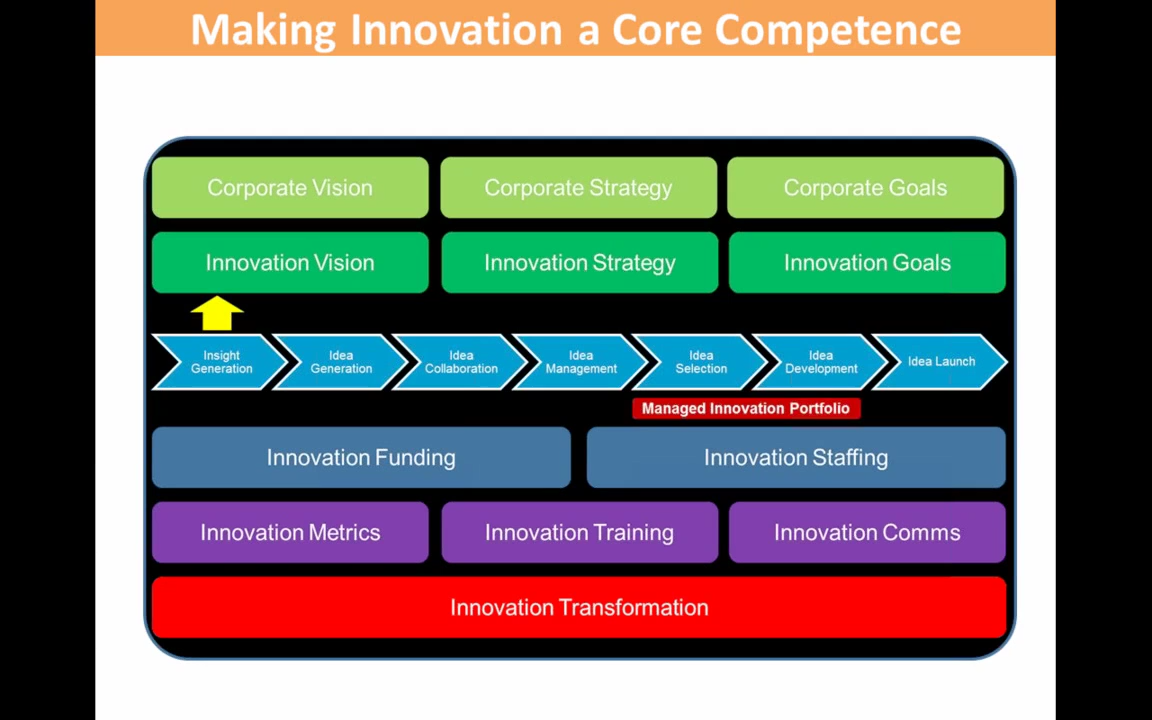 Making Innovation a Core Competence
Corporate Vision
Corporate Strategy
Corporate Goals
Innovation Vision
Innovation Strategy
Innovation Goals
Insight
Generation
Idea
Generation
Idea
Collaboration
Idea
Management
Idea
Selection
Idea
Development
Idea Launch
Managed Innovation Portfolio
Innovation Funding
Innovation Staffing
Innovation Metrics
Innovation Training
Innovation Comms
Innovation Transformation